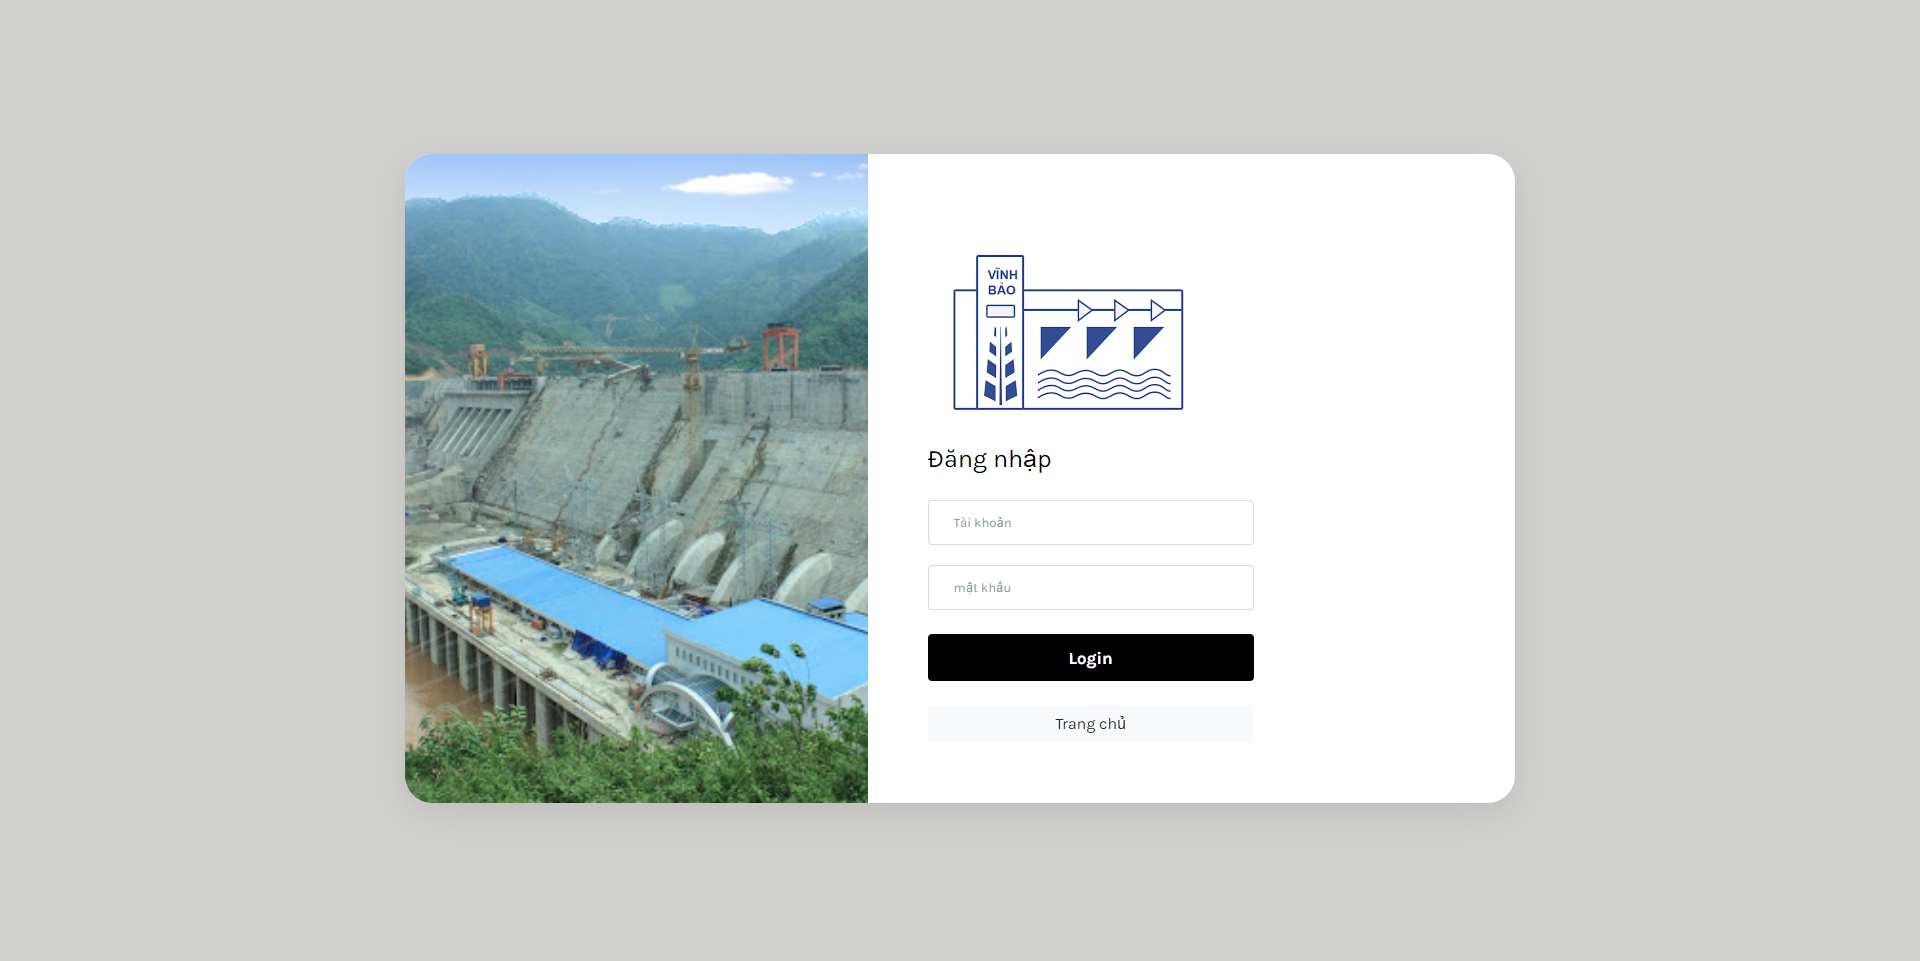 VĨNH
BẢO
Đăng nhập
Tài khoản
mật khẩu
Login
Trang chủ